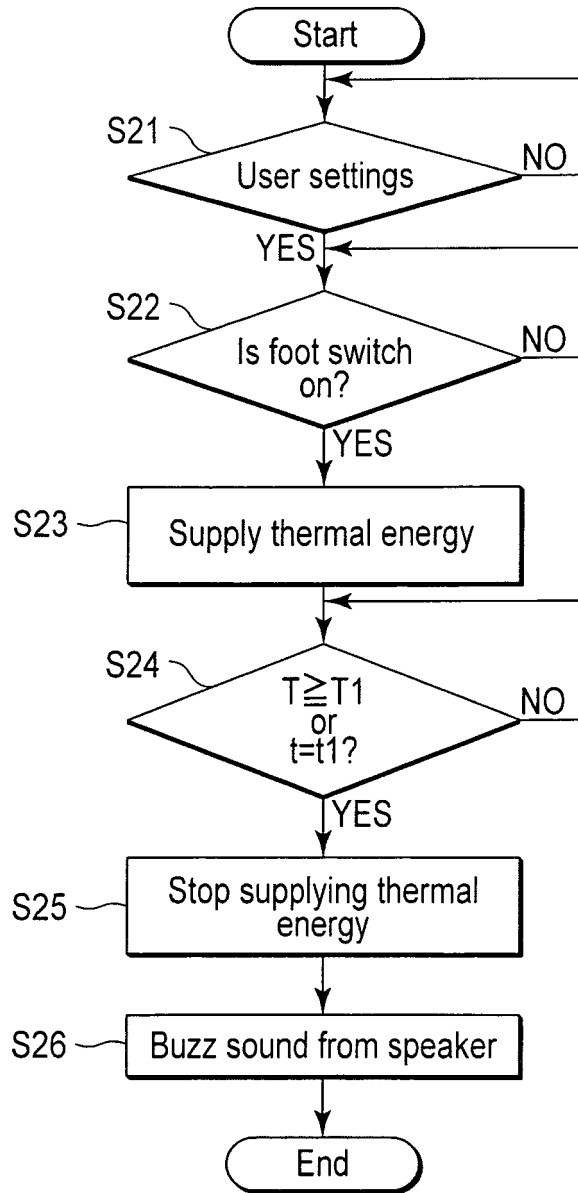 Start
S21
User settings
NO
YES
S22
Is foot switch
on?
NO
YES
S23
Supply thermal energy
S24
T≧T1
or
t=t1?
NO
YES
S25
Stop supplying thermal
energy
S26
Buzz sound from speaker
End